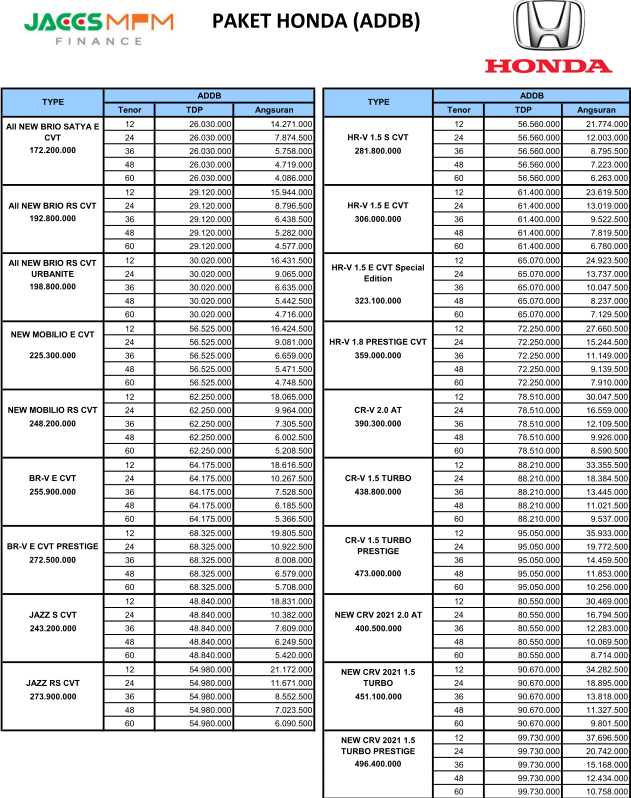 JACCS MPM
FINANCE
PAKET HONDA (ADDB)
HONDA
TYPE ADDB
Tenor TDP Angsuran
All NEW BRIO SATYA E CVT 172.200.000
12 26.030.000 14.271.000
24 26.030.000 7.874.500
36 26.030.000 5.758.000
48 26.030.000 4.719.000
60 26.030.000 4.086.000
All NEW BRIO RS CVT 192.800.000
12 29.120.000 15.944.000
24 29.120.000 8.796.500
36 29.120.000 6.438.500
48 29.120.000 5.282.000
60 29.120.000 4.577.000
All NEW BRIO RS CVT URBANITE 198.800.000
12 30.020.000 16.431.500
24 30.020.000 9.065.000
36 30.020.000 6.635.000
48 30.020.000 5.442.500
60 30.020.000 4.716.000
NEW MOBILIO E CVT 225.300.000
12 56.525.000 16.424.500
24 56.525.000 9.081.000
36 56.525.000 6.659.000
48 56.525.000 5.471.500
60 56.525.000 4.748.500
NEW MOBILIO RS CVT 248.200.000
12 62.250.000 18.065.000
24 62.250.000 9.964.000
36 62.250.000 7.305.500
48 62.250.000 6.002.500
60 62.250.000 5.208.500
BR-V E CVT 255.900.000
12 64.175.000 18.616.500
24 64.175.000 10.267.500
36 64.175.000 7.528.500
48 64.175.000 6.185.500
60 64.175.000 5.366.500
BR-V E CVT PRESTIGE 272.500.000
12 68.325.000 19.805.500
24 68.325.000 10.922.500
36 68.325.000 8.008.000
48 68.325.000 6.579.000
60 68.325.000 5.708.000
JAZZ S CVT 243.200.000
12 48.840.000 18.831.000
24 48.840.000 10.382.000
36 48.840.000 7.609.000
48 48.840.000 6.249.500
60 48.840.000 5.420.000
JAZZ RS CVT 273.900.000
12 54.980.000 21.172.000
24 54.980.000 11.671.000
36 54.980.000 8.552.500
48 54.980.000 7.023.500
60 54.980.000 6.090.500
TYPE ADDB
Tenor TDP Angsuran
HR-V 1.5 S CVT 281.800.000
12 56.560.000 21.774.000
24 56.560.000 12.003.000
36 56.560.000 8.795.500
48 56.560.000 7.223.000
60 56.560.000 6.263.000
HR-V 1.5 E CVT 306.000.000
12 61.400.000 23.619.500
24 61.400.000 13.019.000
36 61.400.000 9.522.500
48 61.400.000 7.819.500
60 61.400.000 6.780.000
HR-V 1.5 E CVT Special Edition 323.100.000
12 65.070.000 24.923.500
24 65.070.000 13.737.000
36 65.070.000 10.047.500
48 65.070.000 8.237.000
60 65.070.000 7.129.500
HR-V 1.8 PRESTIGE CVT 359.000.000
12 72.250.000 27.660.500
24 72.250.000 15.244.500
36 72.250.000 11.149.000
48 72.250.000 9.139.500
60 72.250.000 7.910.000
CR-V 2.0 AT 390.300.000
12 78.510.000 30.047.500
24 78.510.000 16.559.000
36 78.510.000 12.109.500
48 78.510.000 9.926.000
60 78.510.000 8.590.500
CR-V 1.5 TURBO 438.800.000
12 88.210.000 33.355.500
24 88.210.000 18.384.500
36 88.210.000 13.445.000
48 88.210.000 11.021.500
60 88.210.000 9.537.000
CR-V 1.5 TURBO PRESTIGE 473.000.000
12 95.050.000 35.933.000
24 95.050.000 19.772.500
36 95.050.000 14.459.500
48 95.050.000 11.853.000
60 95.050.000 10.256.000
NEW CRV 2021 2.0 AT 400.500.000
12 80.550.000 30.469.000
24 80.550.000 16.794.500
36 80.550.000 12.283.000
48 80.550.000 10.069.500
60 80.550.000 8.714.000
NEW CRV 2021 1.5 TURBO 451.100.000
12 90.670.000 34.282.500
24 90.670.000 18.895.000
36 90.670.000 13.818.000
48 90.670.000 11.327.500
60 90.670.000 9.801.500
NEW CRV 2021 1.5 TURBO PRESTIGE 496.400.000
12 99.730.000 37.696.500
24 99.730.000 20.742.000
36 99.730.000 15.168.000
48 99.730.000 12.434.000
60 99.730.000 10.758.000